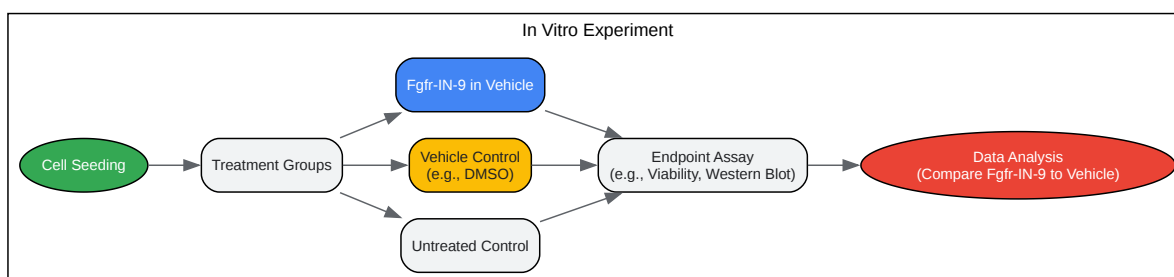 In Vitro Experiment
Fgfr-IN-9 in Vehicle
Cell Seeding
Treatment Groups
Vehicle Control
(e.g., DMSO)
Endpoint Assay
(e.g., Viability, Western Blot)
Data Analysis
(Compare Fgfr-IN-9 to Vehicle)
Untreated Control